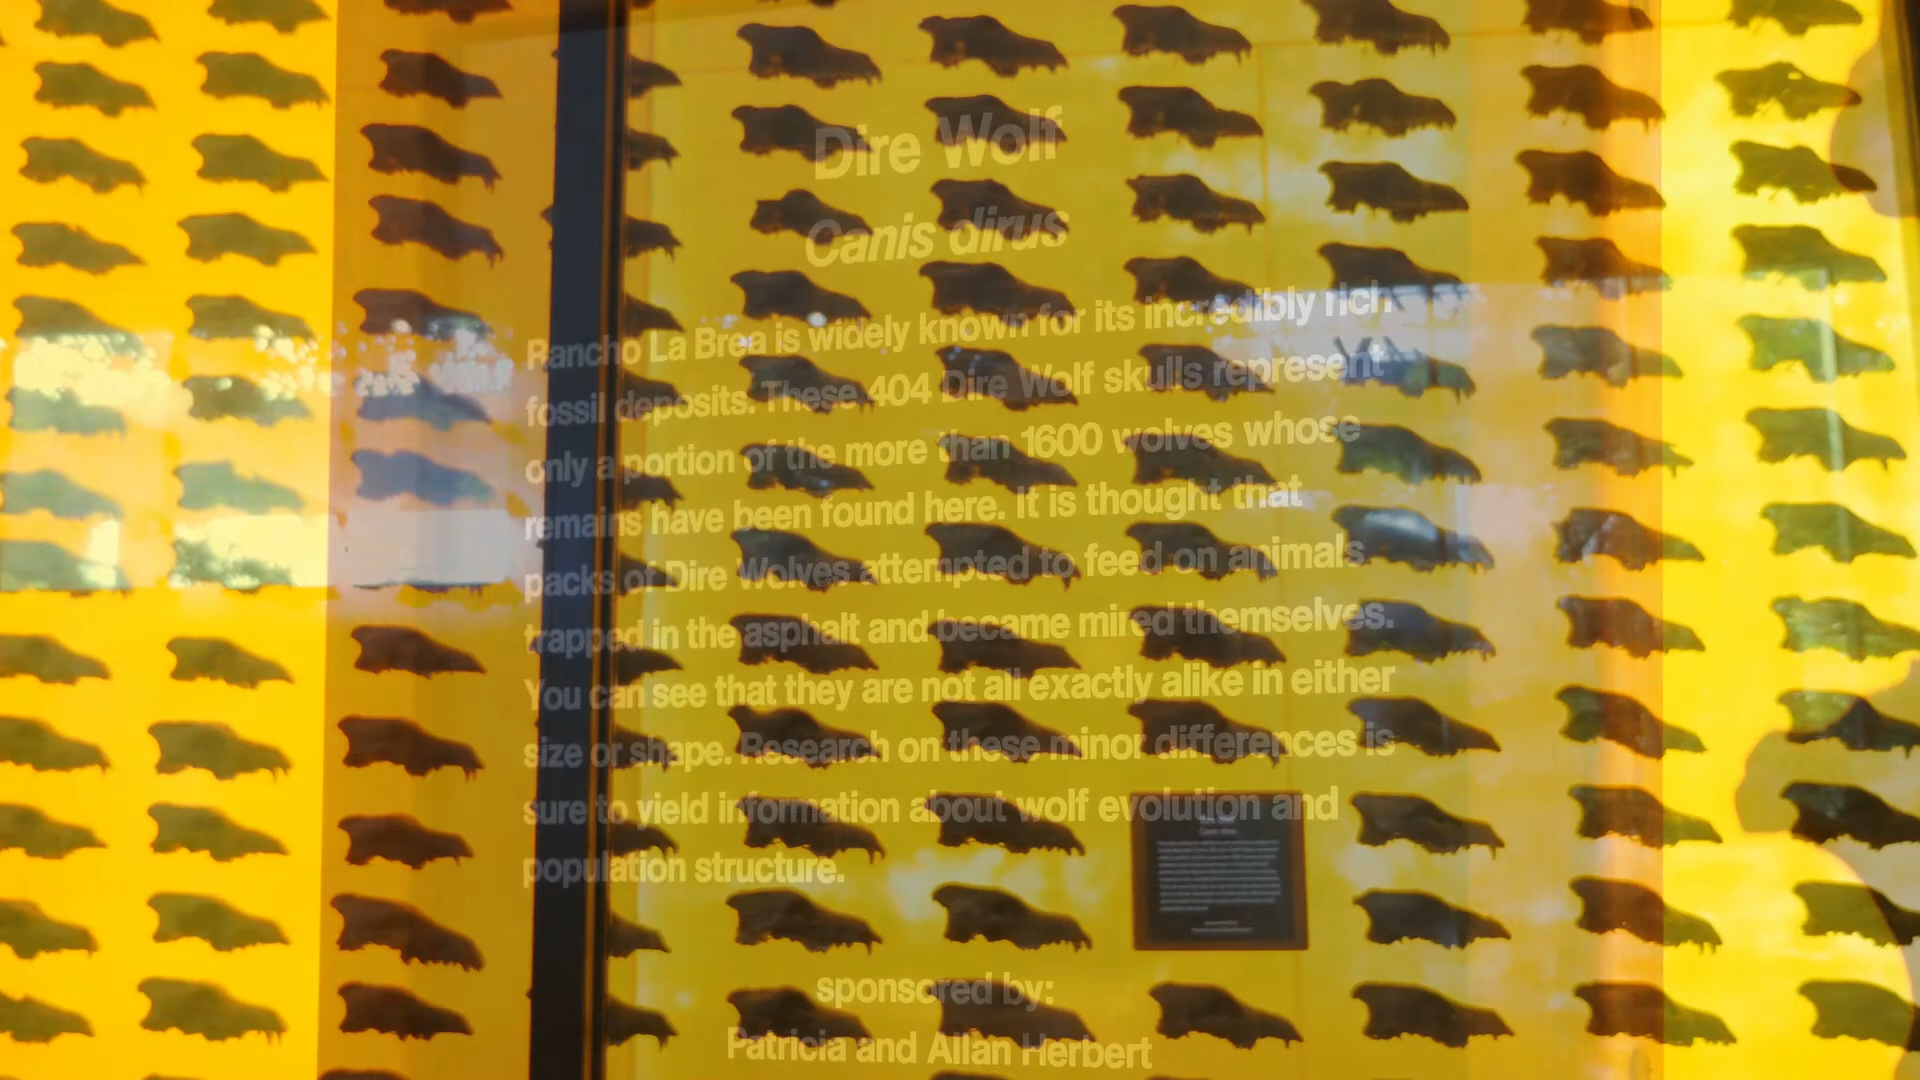 Dire Wolf
Canis dirus
Rancho La Brea is widely known for its incredibly rich
fossil deposits. These 404 Dire Wolf skulls represent
only a portion of the more than 1600 wolves whose
remains have been found here. It is thought that
packs of Dire Wolves attempted to feed on animals
trapped in the asphalt and became mired themselves.
You can see that they are not all exactly alike in either
size or shape. Research on these minor differences is
sure to yield information about wolf evolution and
population structure.
sponsored by:
Patricia and Allan Herbert